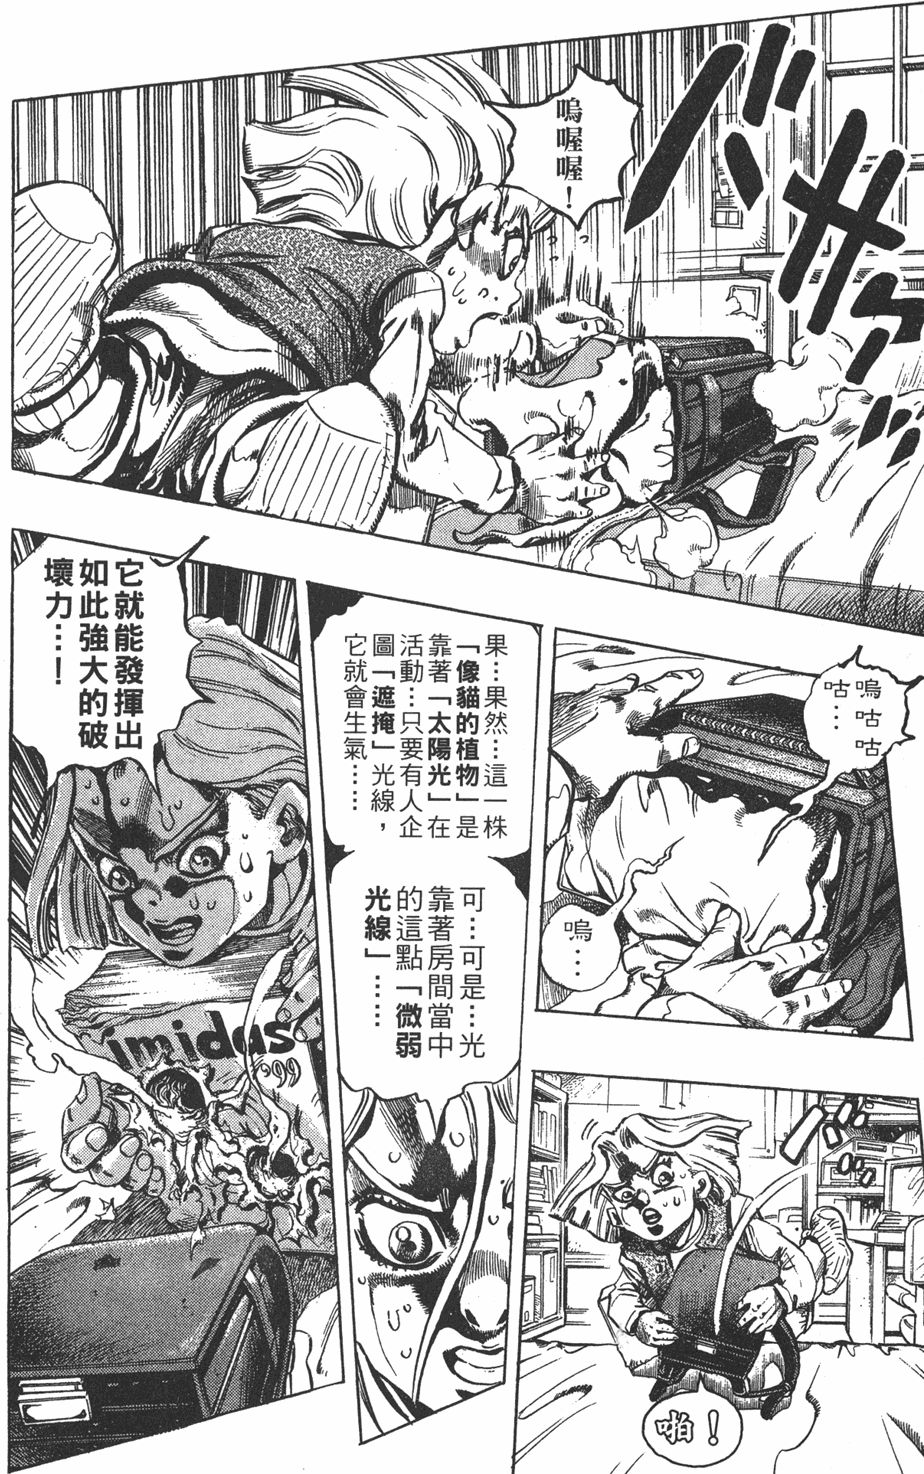 嗚喔喔！
バサァッ
嗚咕咕
咕…
嗚…
啪！
果…果然…這一株
「像貓的植物」是
靠著「太陽光」在
活動…只要有人企
圖「遮掩」光線，
它就會生氣……
可…可是…光
靠著房間當中
的這點「微弱
光線」……
它就能發揮出
如此強大的破
壞力…！
imidas
1999